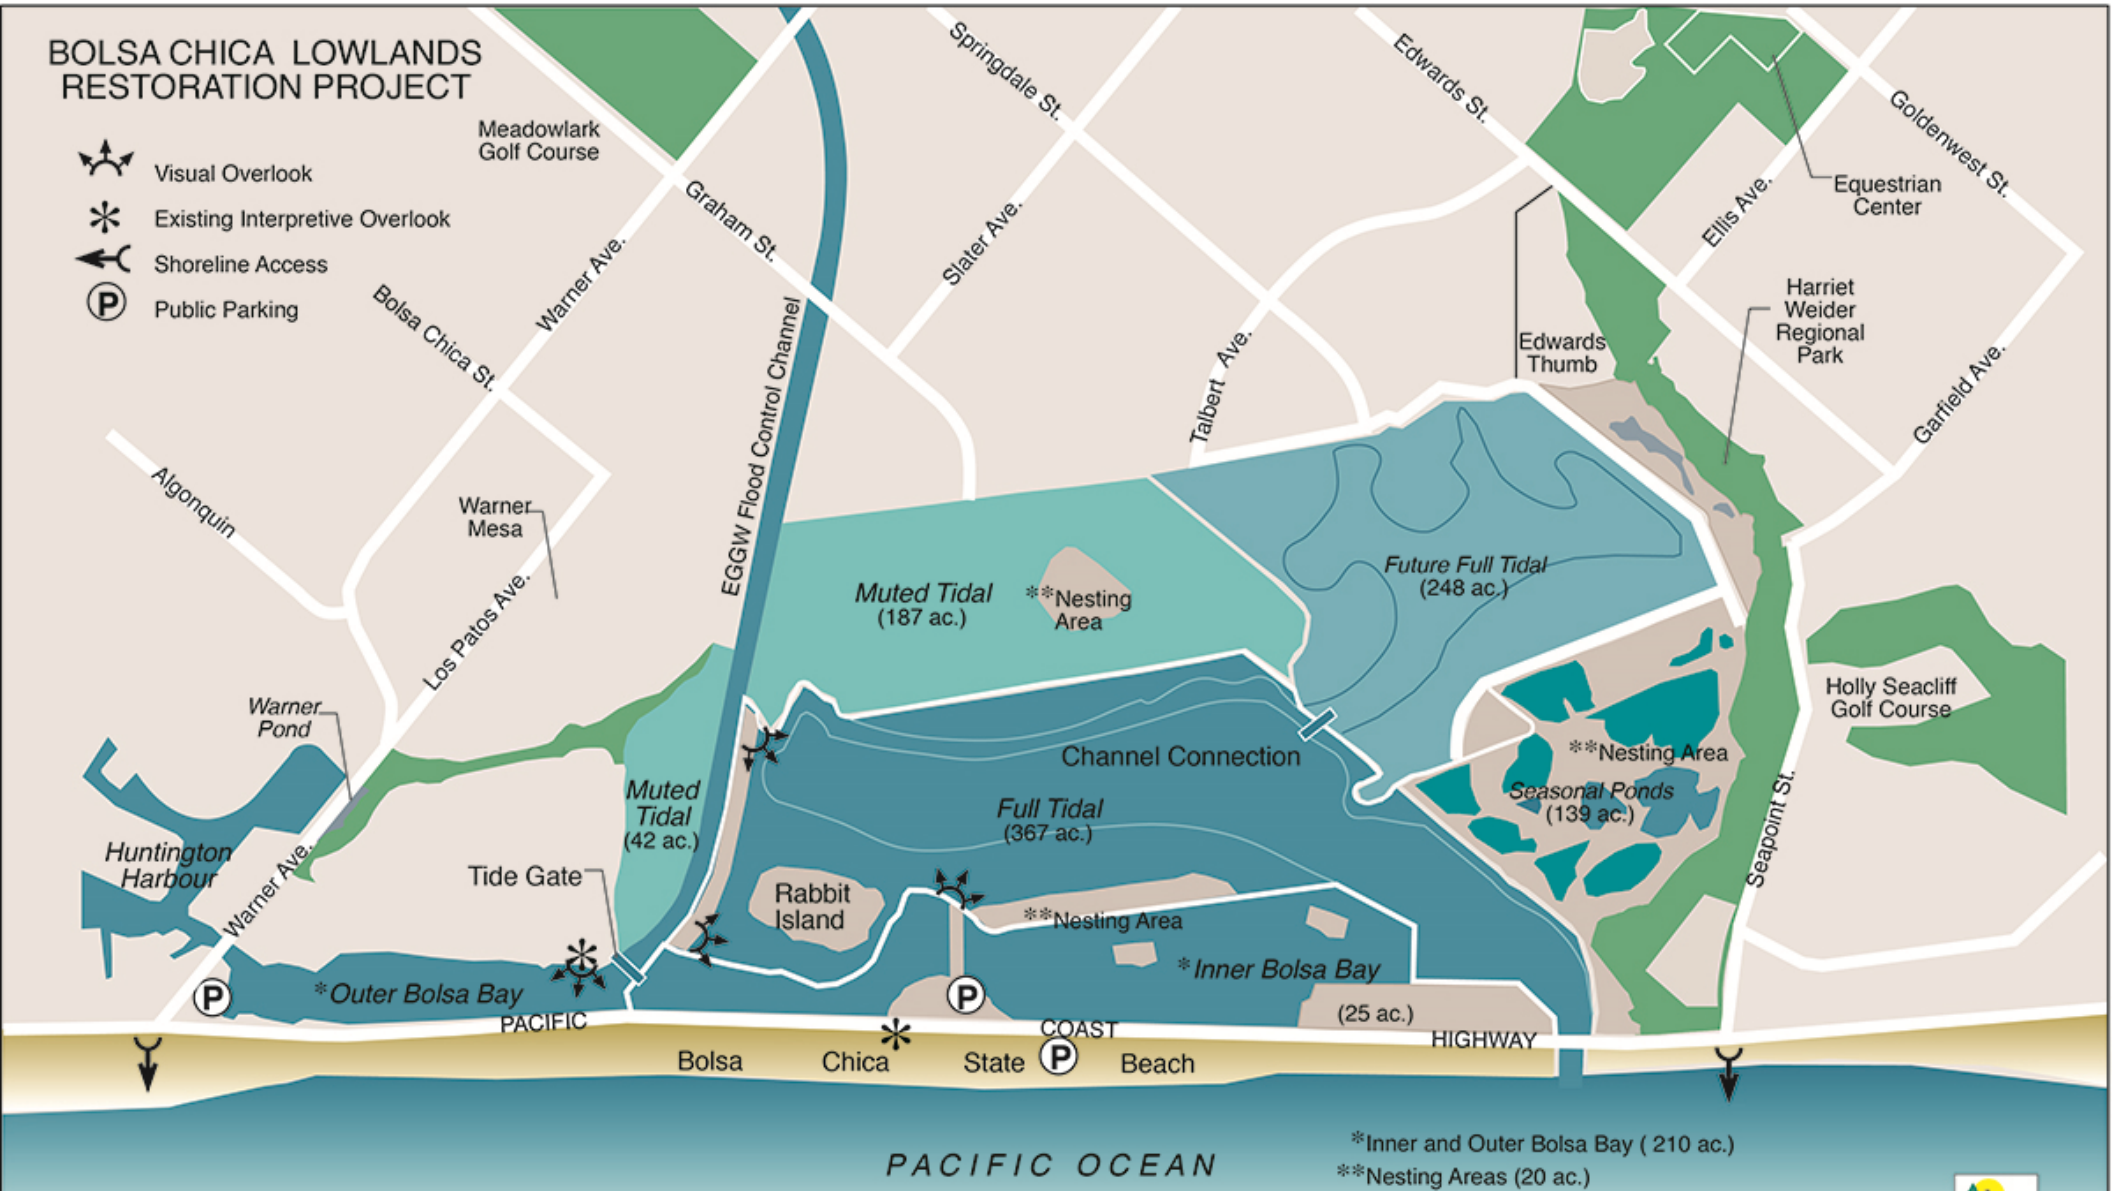 BOLSA CHICA LOWLANDS
RESTORATION PROJECT
Visual Overlook
Existing Interpretive Overlook
Shoreline Access
P
Public Parking
Meadowlark
Golf Course
Springdale St.
Edwards St.
Goldenwest St.
Equestrian
Center
Ellis Ave.
Graham St.
Slater Ave.
Warner Ave.
Bolsa Chica St.
EGGW Flood Control Channel
Talbert Ave.
Edwards
Thumb
Harriet
Weider
Regional
Park
Garfield Ave.
Algonquin
Warner
Mesa
Los Patos Ave.
Muted Tidal
(187 ac.)
**Nesting
Area
Future Full Tidal
(248 ac.)
Warner
Pond
Holly Seacliff
Golf Course
Channel Connection
**Nesting Area
Seasonal Ponds
(139 ac.)
Muted
Tidal
(42 ac.)
Full Tidal
(367 ac.)
Seapoint St.
Huntington
Harbour
Warner Ave.
Tide Gate
Rabbit
Island
**Nesting Area
*Inner Bolsa Bay
P
*Outer Bolsa Bay
P
(25 ac.)
PACIFIC
COAST
HIGHWAY
Bolsa
Chica
State
P
Beach
PACIFIC OCEAN
*Inner and Outer Bolsa Bay ( 210 ac.)
**Nesting Areas (20 ac.)